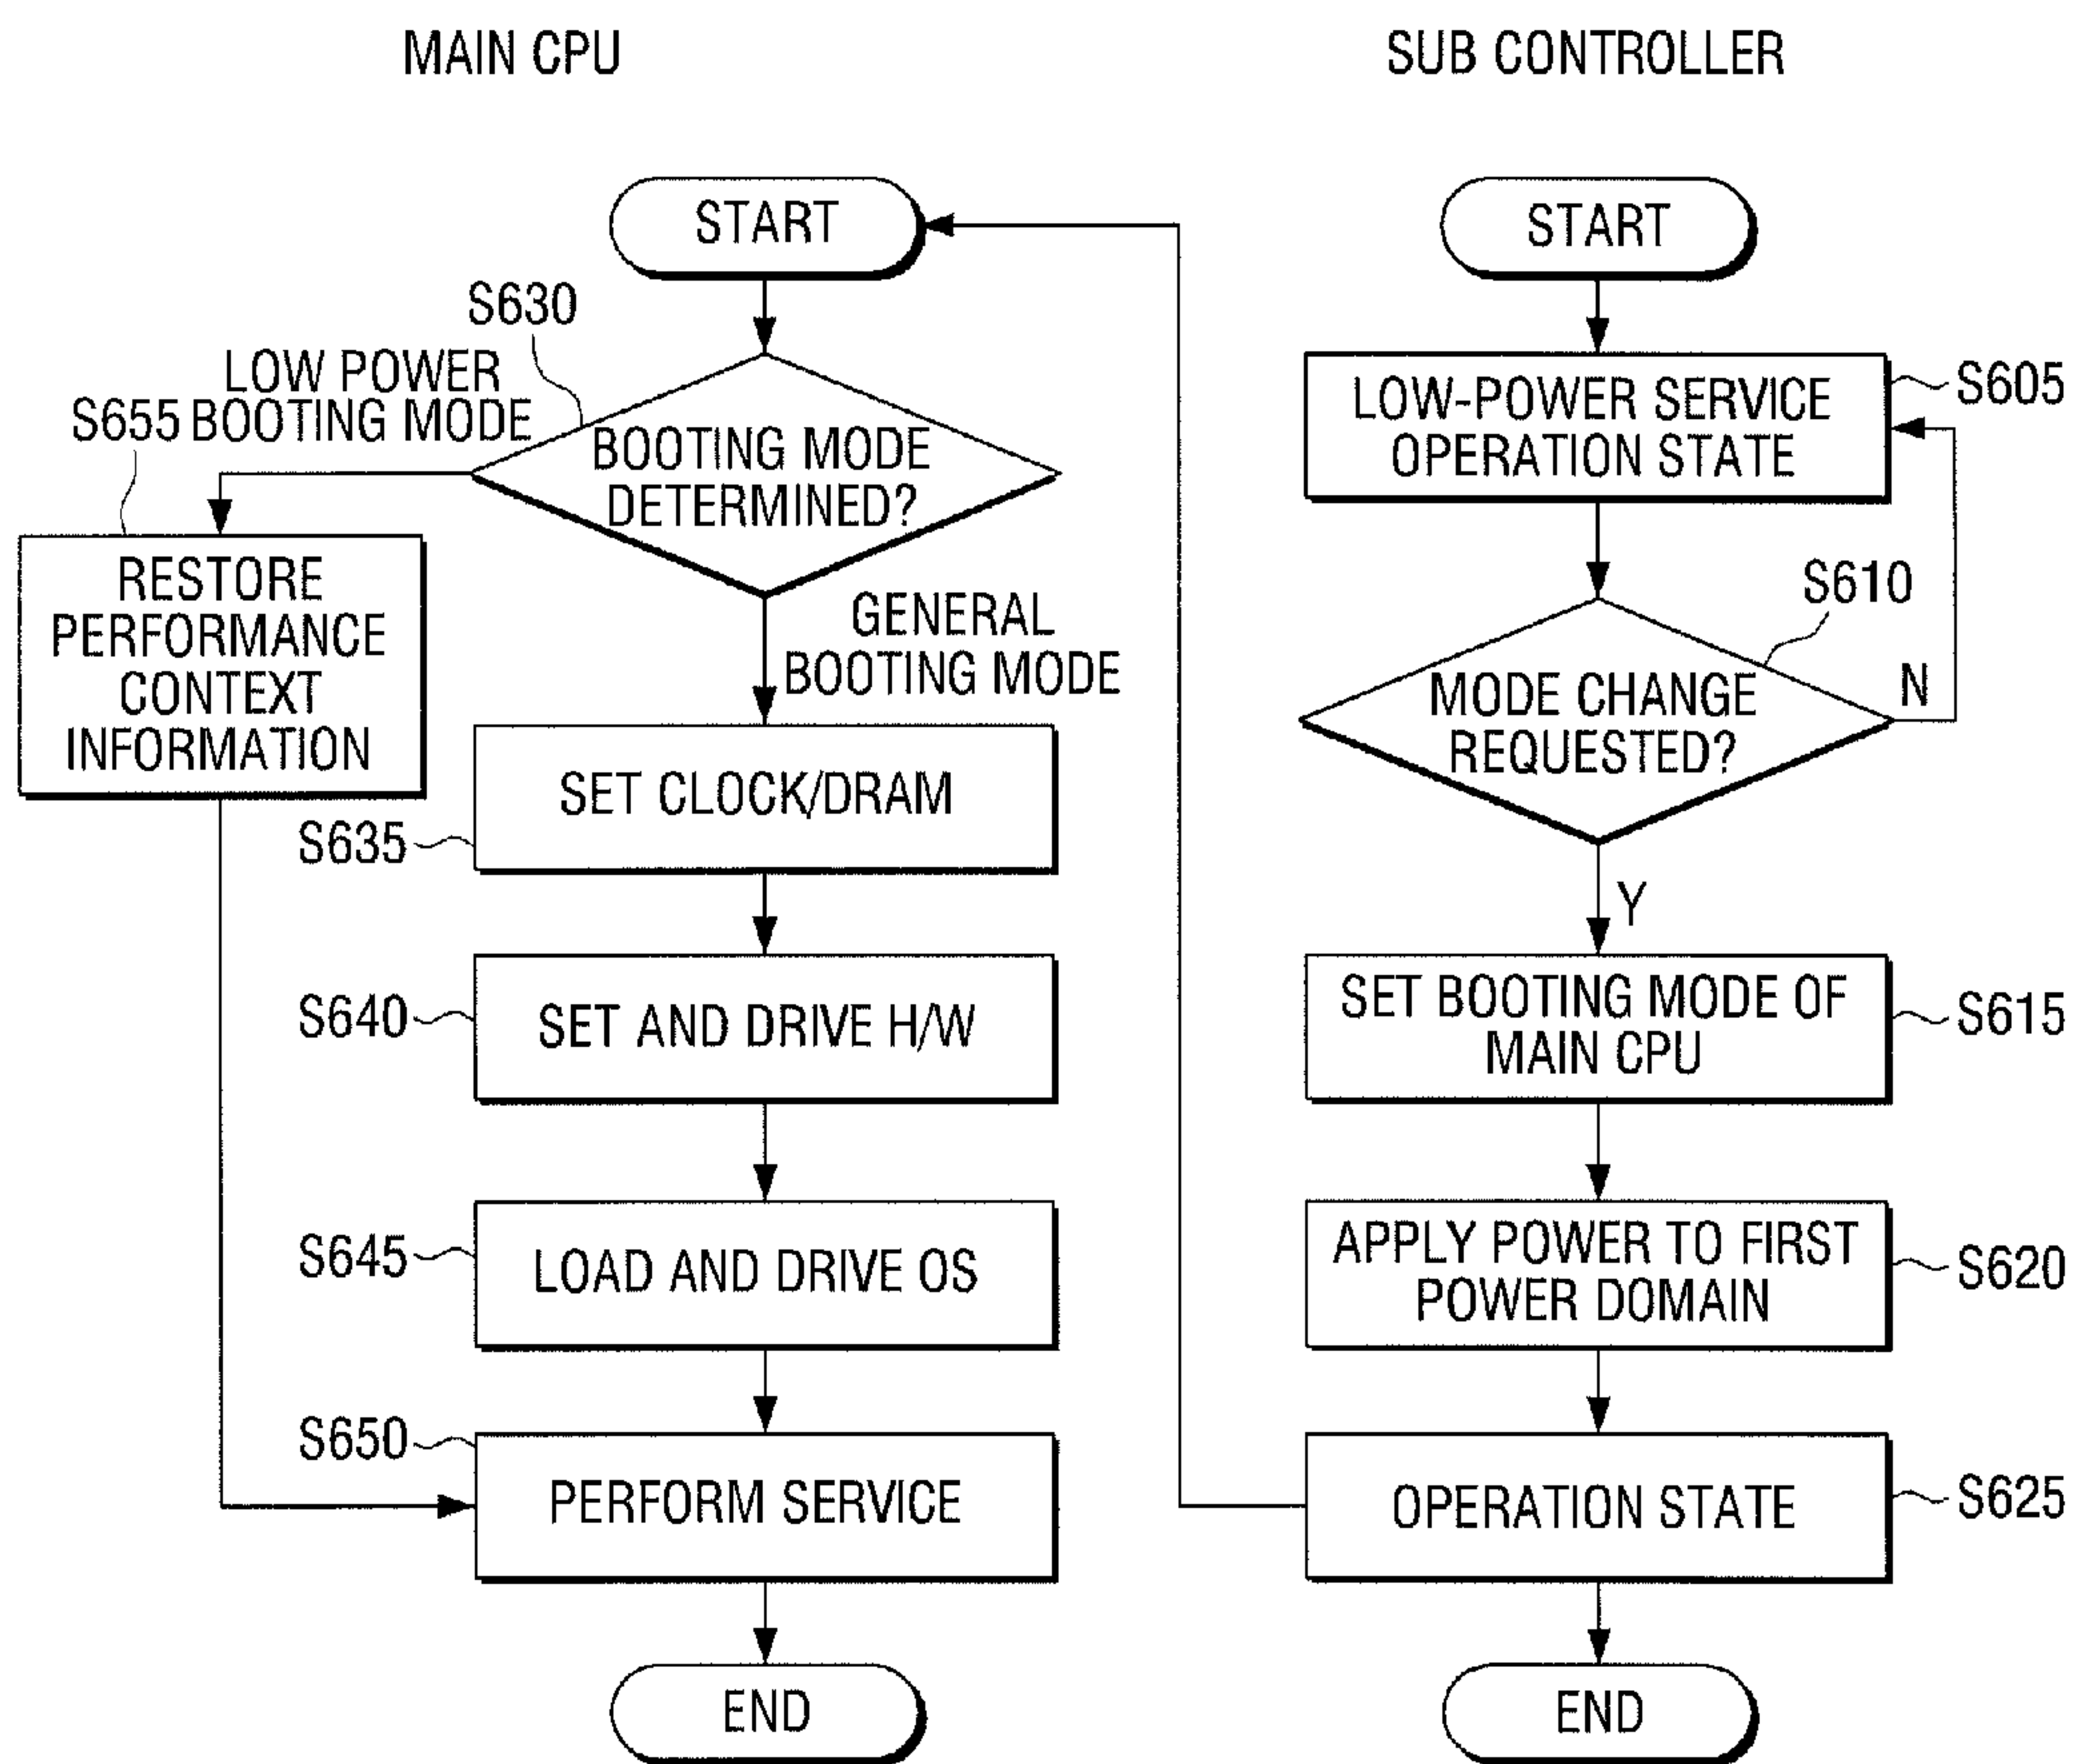 MAIN CPU
SUB CONTROLLER
START
S630
LOW POWER
BOOTING MODE
S655
BOOTING MODE
DETERMINED?
RESTORE
PERFORMANCE
CONTEXT
INFORMATION
GENERAL
BOOTING MODE
SET CLOCK/DRAM
S635
S640
SET AND DRIVE H/W
S645
LOAD AND DRIVE OS
S650
PERFORM SERVICE
END
START
LOW-POWER SERVICE
OPERATION STATE
S605
S610
MODE CHANGE
REQUESTED?
N
Y
SET BOOTING MODE OF
MAIN CPU
S615
APPLY POWER TO FIRST
POWER DOMAIN
S620
OPERATION STATE
S625
END